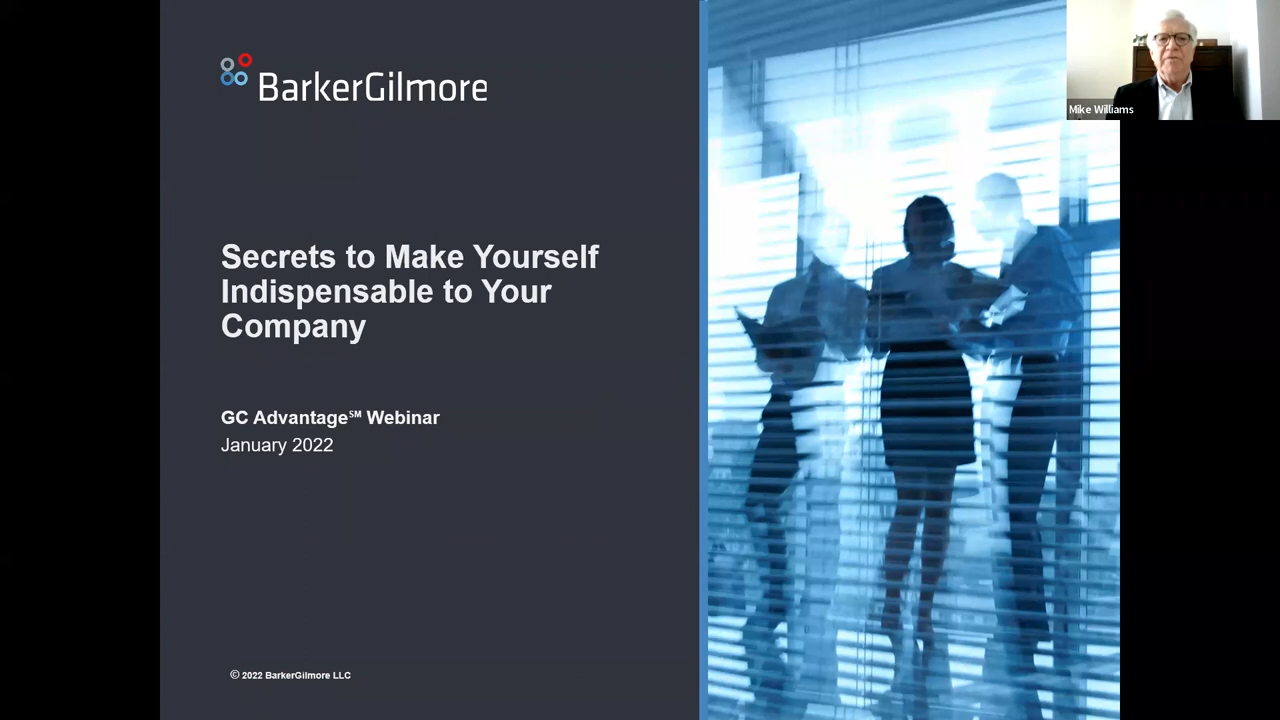 BarkerGilmore
Mike Williams
Secrets to Make Yourself
Indispensable to Your
Company
GC Advantage℠ Webinar
January 2022
© 2022 BarkerGilmore LLC